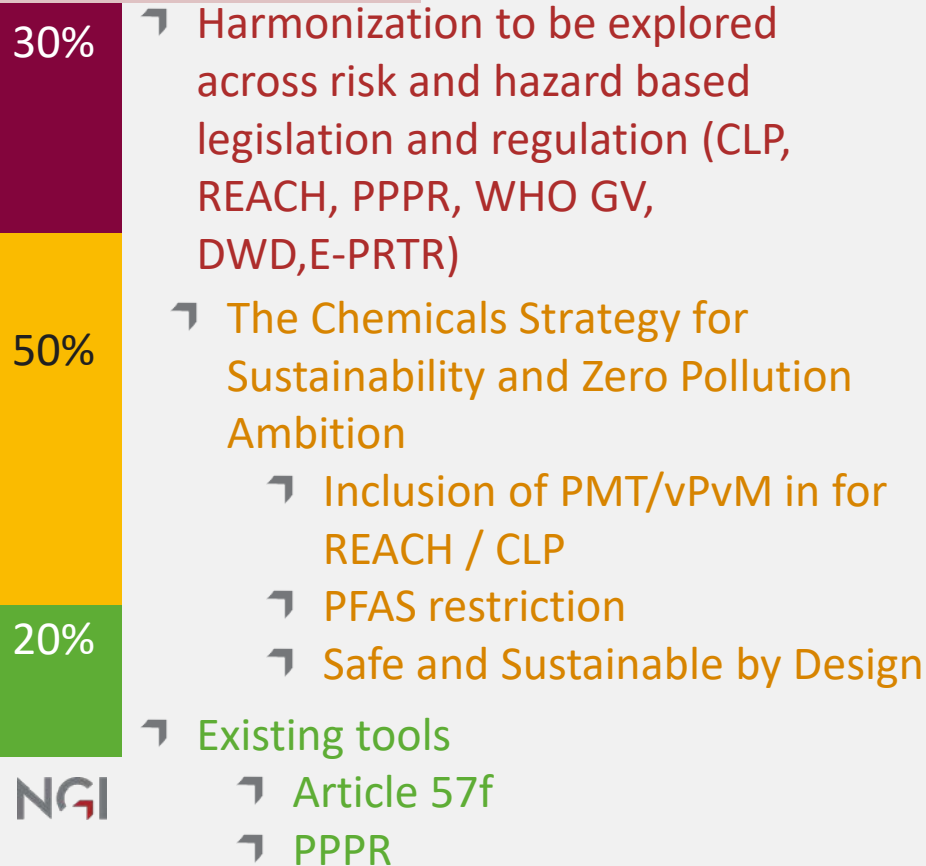 30%
Harmonization to be explored
across risk and hazard based
legislation and regulation (CLP,
REACH, PPPR, WHO GV,
DWD,E-PRTR)
50%
The Chemicals Strategy for
Sustainability and Zero Pollution
Ambition
Inclusion of PMT/vPvM in for
REACH / CLP
PFAS restriction
Safe and Sustainable by Design
20%
Existing tools
Article 57f
PPPR
NGI